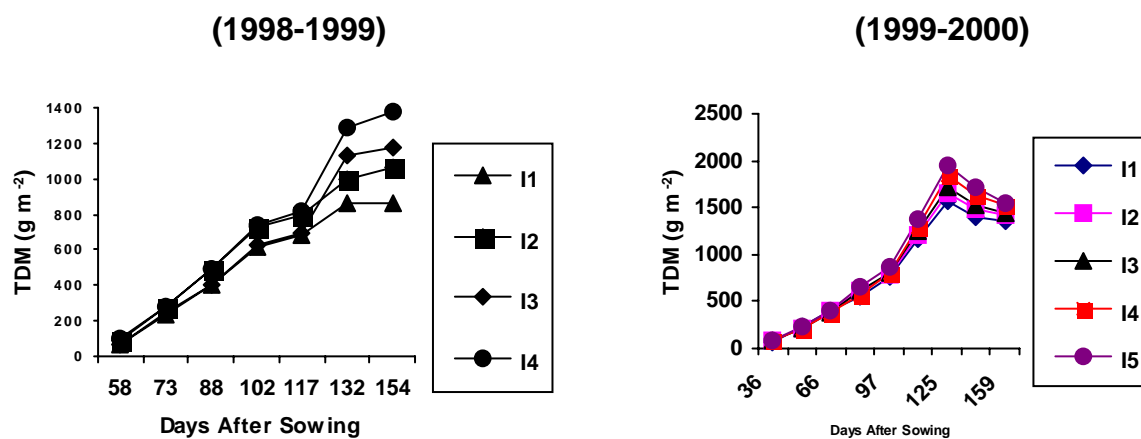 (1998-1999)
TDM (g m -2)
1400
1200
1000
800
600
400
200
0
58 73 88 102 117 132 154
Days After Sowing
I1
I2
I3
I4
(1999-2000)
TDM (g m -2)
2500
2000
1500
1000
500
0
36 66 97 125 159
Days After Sowing
I1
I2
I3
I4
I5